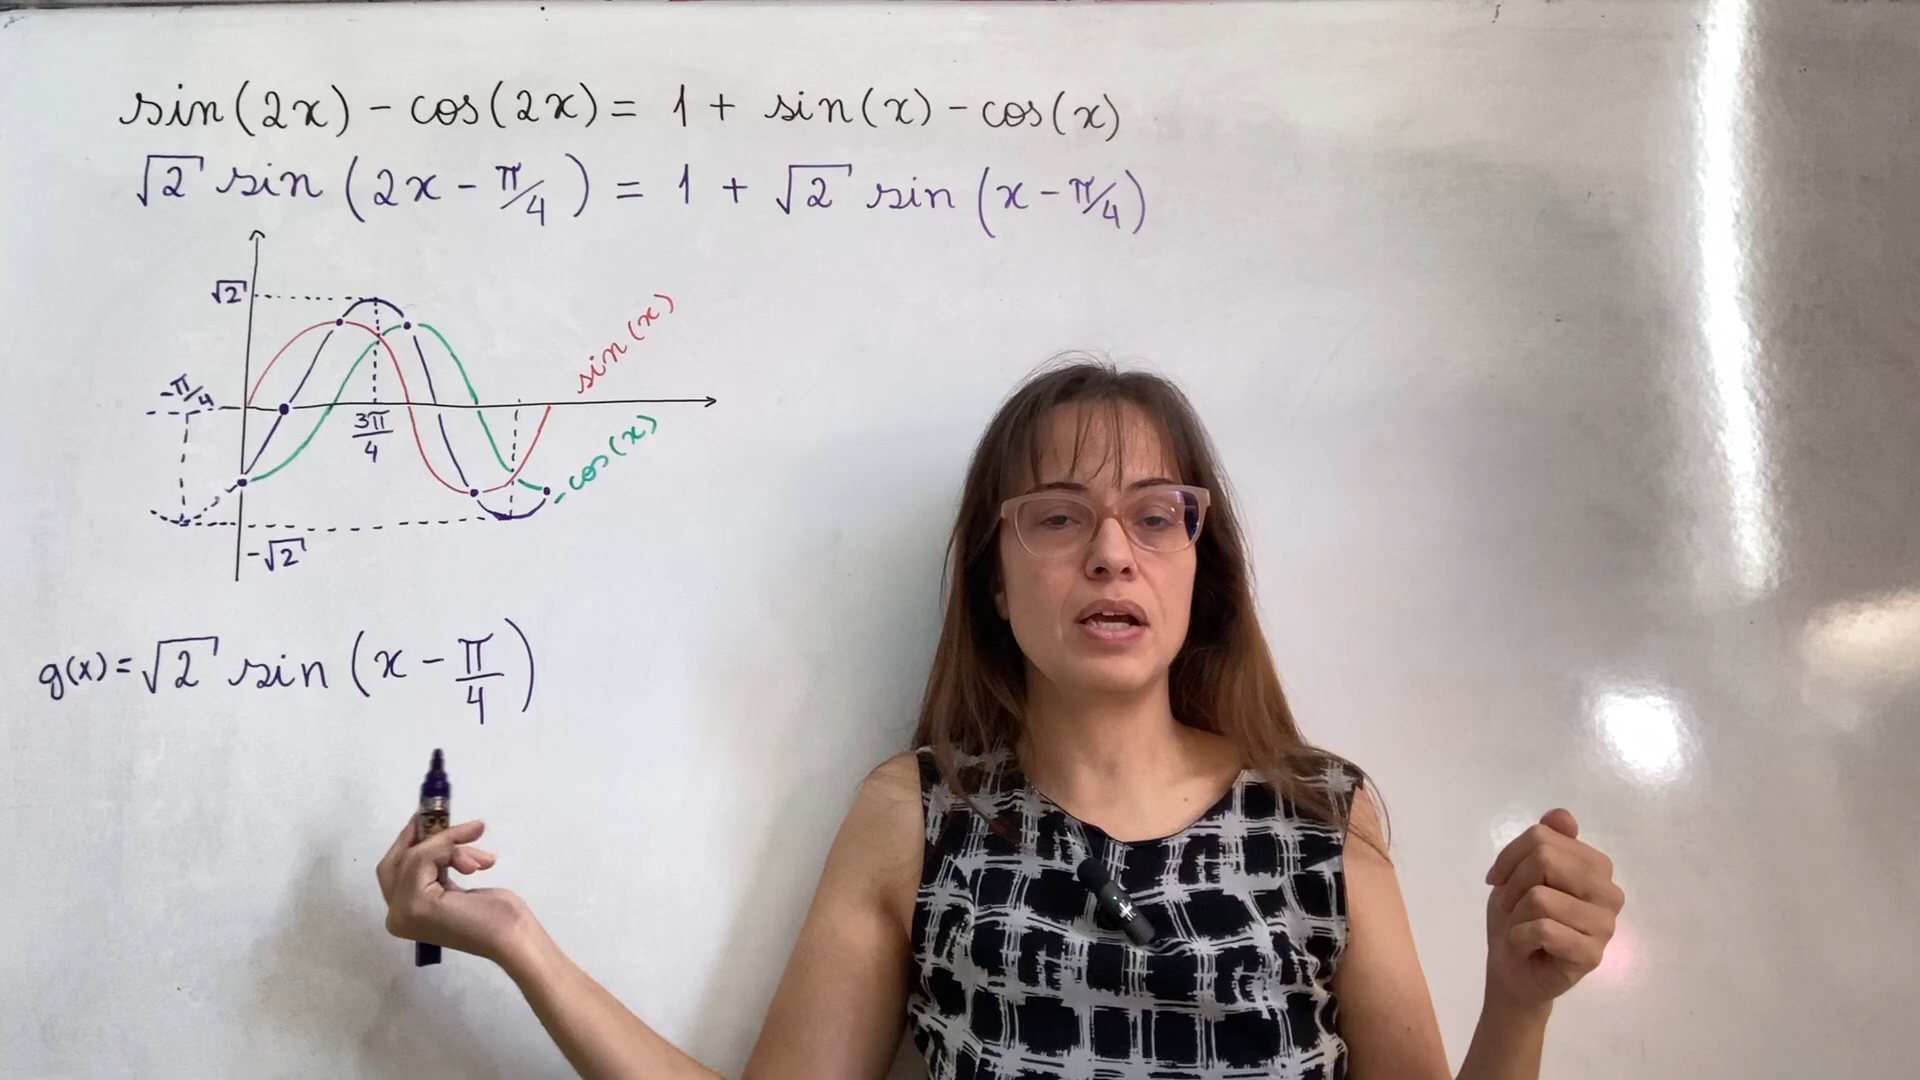 sin(2x) - cos(2x) = 1 + sin(x) - cos(x)
√2 sin (2x - π/4) = 1 + √2 sin (x - π/4)
√2
sin(x)
-π/4
3π/4
-cos(x)
-√2
g(x) = √2 sin (x - π/4)